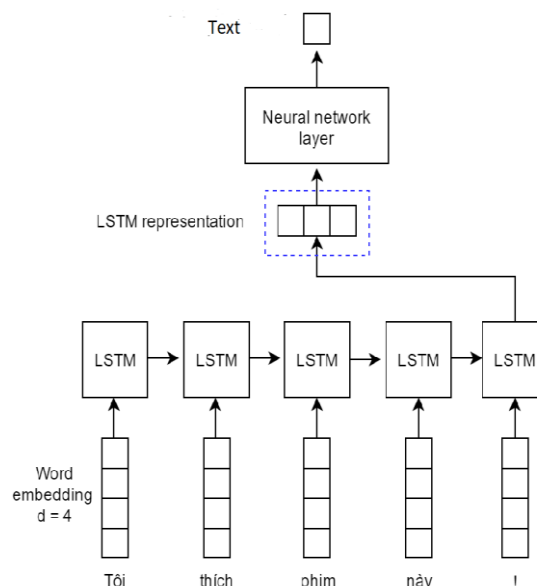 Text
Neural network
layer
LSTM representation
LSTM LSTM LSTM LSTM LSTM
Word
embedding
d = 4
Tôi thích phim này !